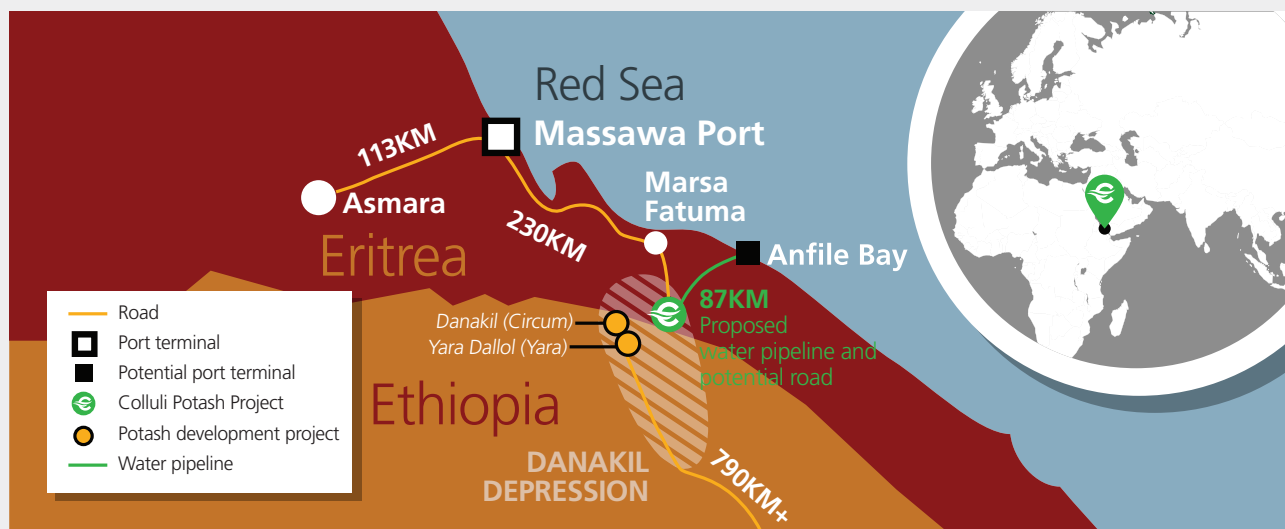 Red Sea
Massawa Port
113KM
Asmara
Marsa
Fatuma
230KM
Eritrea
Anfile Bay
87KM
Proposed
water pipeline and
potential road
Danakil (Circum)
Yara Dallol (Yara)
Ethiopia
DANAKIL
DEPRESSION
790KM+
Road
Port terminal
Potential port terminal
Colluli Potash Project
Potash development project
Water pipeline